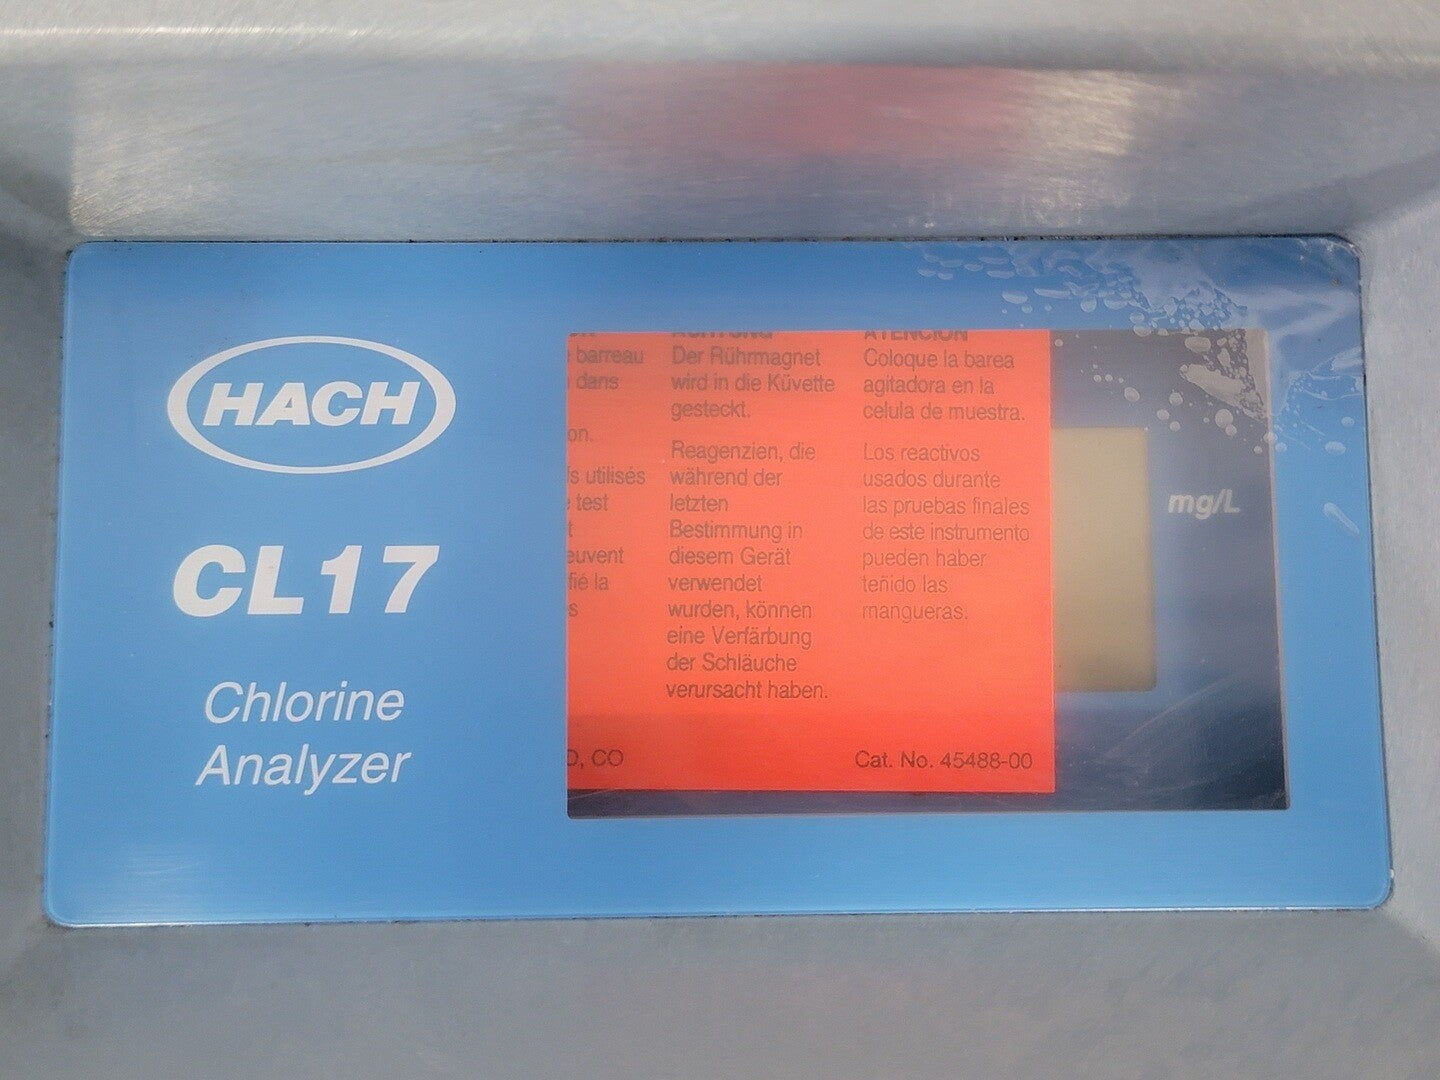 HACH
CL17
Chlorine
Analyzer
barreau
dans
on.
utilisés
test
euvent
fié la
ACHTUNG
Der Rührmagnet
wird in die Küvette
gesteckt.
Reagenzien, die
während der
letzten
Bestimmung in
diesem Gerät
verwendet
wurden, können
eine Verfärbung
der Schläuche
verursacht haben.
ATENCION
Coloque la barea
agitadora en la
celula de muestra.
Los reactivos
usados durante
las pruebas finales
de este instrumento
pueden haber
teñido las
mangueras.
, CO
Cat. No. 45488-00
mg/L